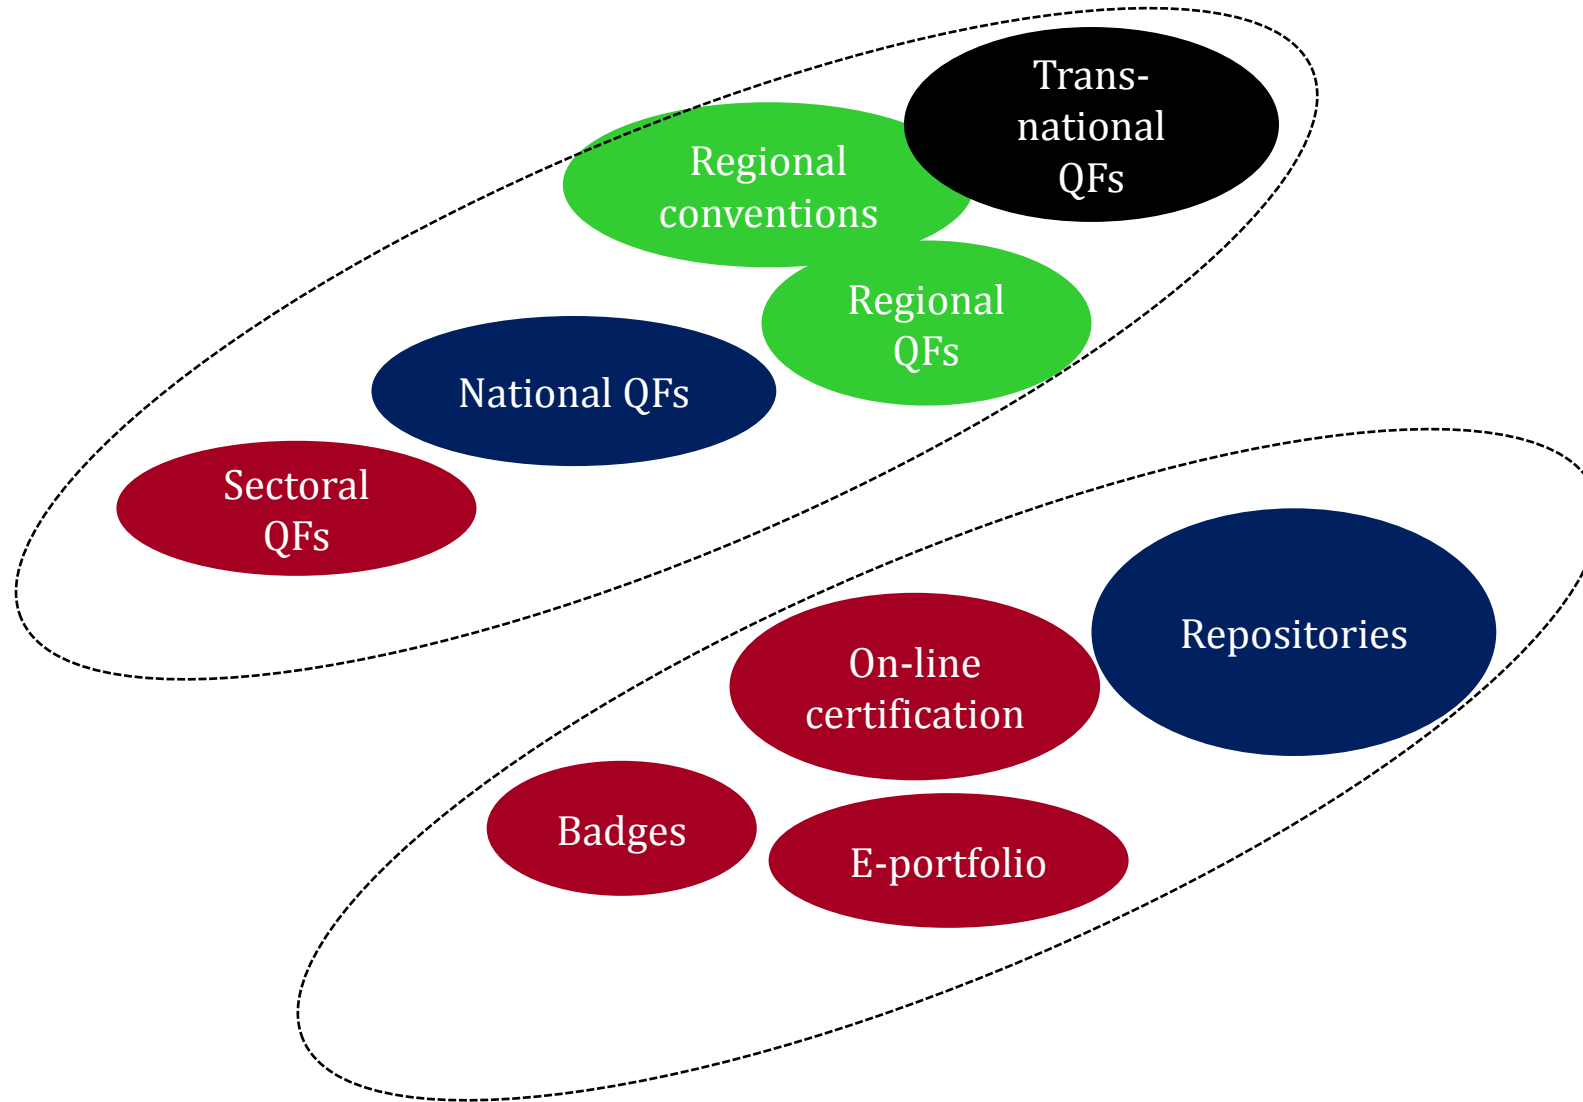 Trans-
national
QFs
Regional
conventions
Regional
QFs
National QFs
Sectoral
QFs
Repositories
On-line
certification
Badges
E-portfolio